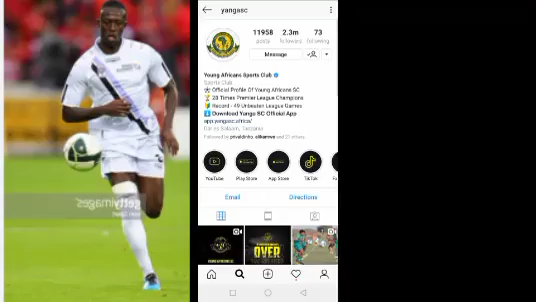 gettyimages
yangasc
11958
2.3m
73
posts
followers
following
Message
Young Africans Sports Club
Sports Club
Official Profile Of Young Africans SC
28 Times Premier League Champions
Record - 49 Unbeaten League Games
Download Yanga SC Official App
app.yangasc.africa/
Dar es Salaam, Tanzania
Followed by
YouTube
Play Store
App Store
TikTok
Email
Directions
OVER